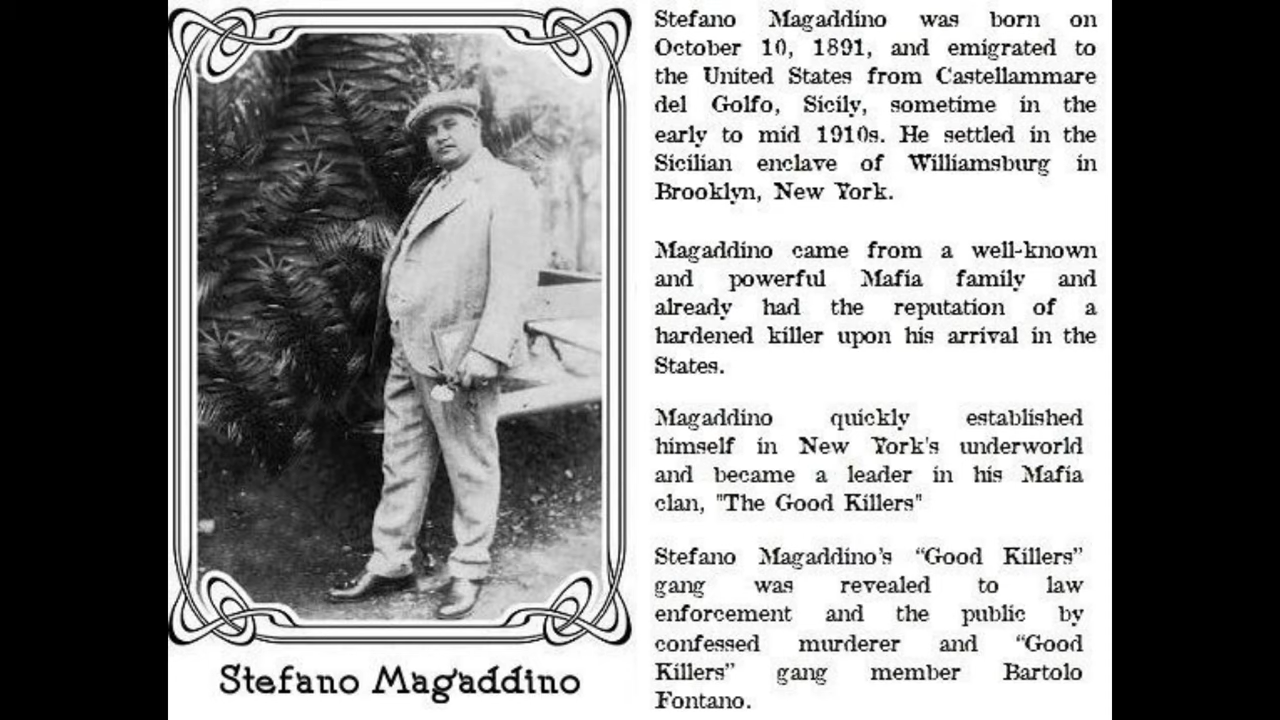 Stefano Magaddino was born on
October 10, 1891, and emigrated to
the United States from Castellammare
del Golfo, Sicily, sometime in the
early to mid 1910s. He settled in the
Sicilian enclave of Williamsburg in
Brooklyn, New York.
Magaddino came from a well-known
and powerful Mafia family and
already had the reputation of a
hardened killer upon his arrival in the
States.
Magaddino quickly established
himself in New York's underworld
and became a leader in his Mafia
clan, "The Good Killers"
Stefano Magaddino’s “Good Killers”
gang was revealed to law
enforcement and the public by
confessed murderer and “Good
Killers” gang member Bartolo
Fontano.
Stefano Magaddino